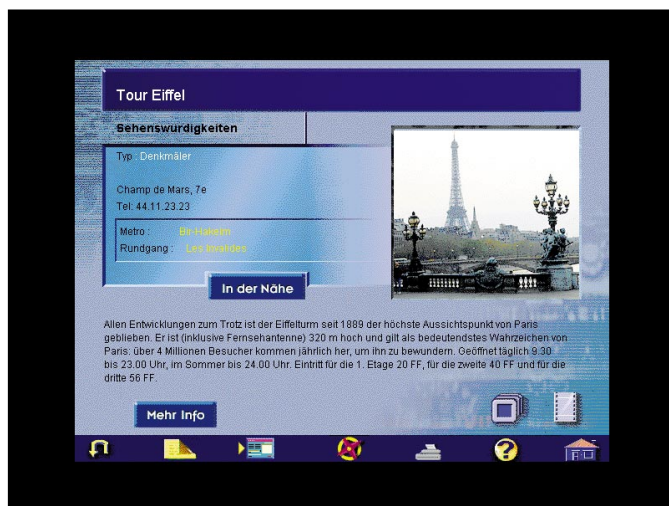 Tour Eiffel
Sehenswürdigkeiten
Typ : Denkmäler
Champ de Mars, 7e
Tel: 44.11.23.23
Metro : Bir-Hakeim
Rundgang : Les Invalides
In der Nähe
Allen Entwicklungen zum Trotz ist der Eiffelturm seit 1889 der höchste Aussichtspunkt von Paris
geblieben. Er ist (inklusive Fernsehantenne) 320 m hoch und gilt als bedeutendstes Wahrzeichen von
Paris: über 4 Millionen Besucher kommen jährlich her, um ihn zu bewundern. Geöffnet täglich 9.30
bis 23.00 Uhr, im Sommer bis 24.00 Uhr. Eintritt für die 1. Etage 20 FF, für die zweite 40 FF und für die
dritte 56 FF.
Mehr Info
?